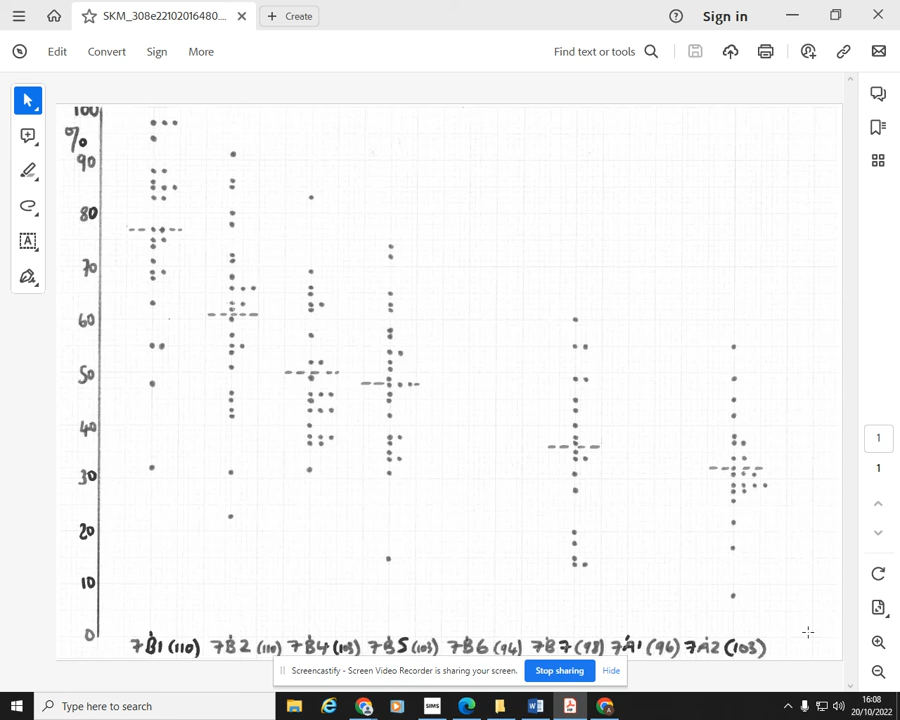 SKM_308e22102016480...
Create
Sign in
Edit
Convert
Sign
More
Find text or tools
100
%
90
80
70
60
50
40
30
20
10
0
7B1 (110) 7B2 (110) 7B4 (103) 7B5 (103) 7B6 (94) 7B7 (98) 7A1 (96) 7A2 (103)
1
1
Screencastify - Screen Video Recorder is sharing your screen.
Stop sharing
Hide
Type here to search
SIMS
16:08
20/10/2022